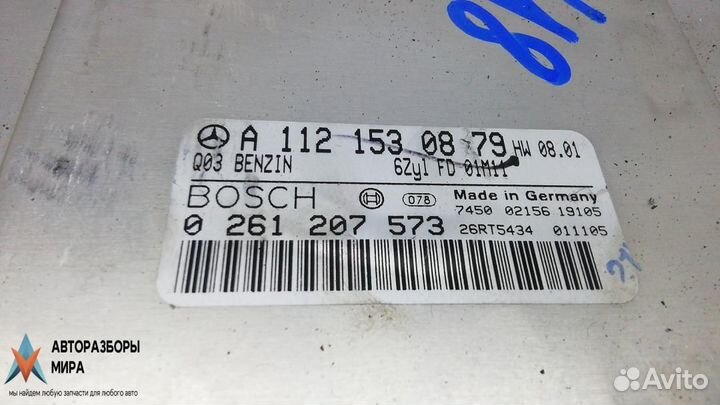 A 112 153 08 79 HW 08.01
Q03 BENZIN 6Zyl FD 01M11
BOSCH 078 Made in Germany
7450 02156 19105
0 261 207 573 26RT5434 011105
АВТОРАЗБОРЫ
МИРА
мы найдем любую запчасти для любого авто
Avito